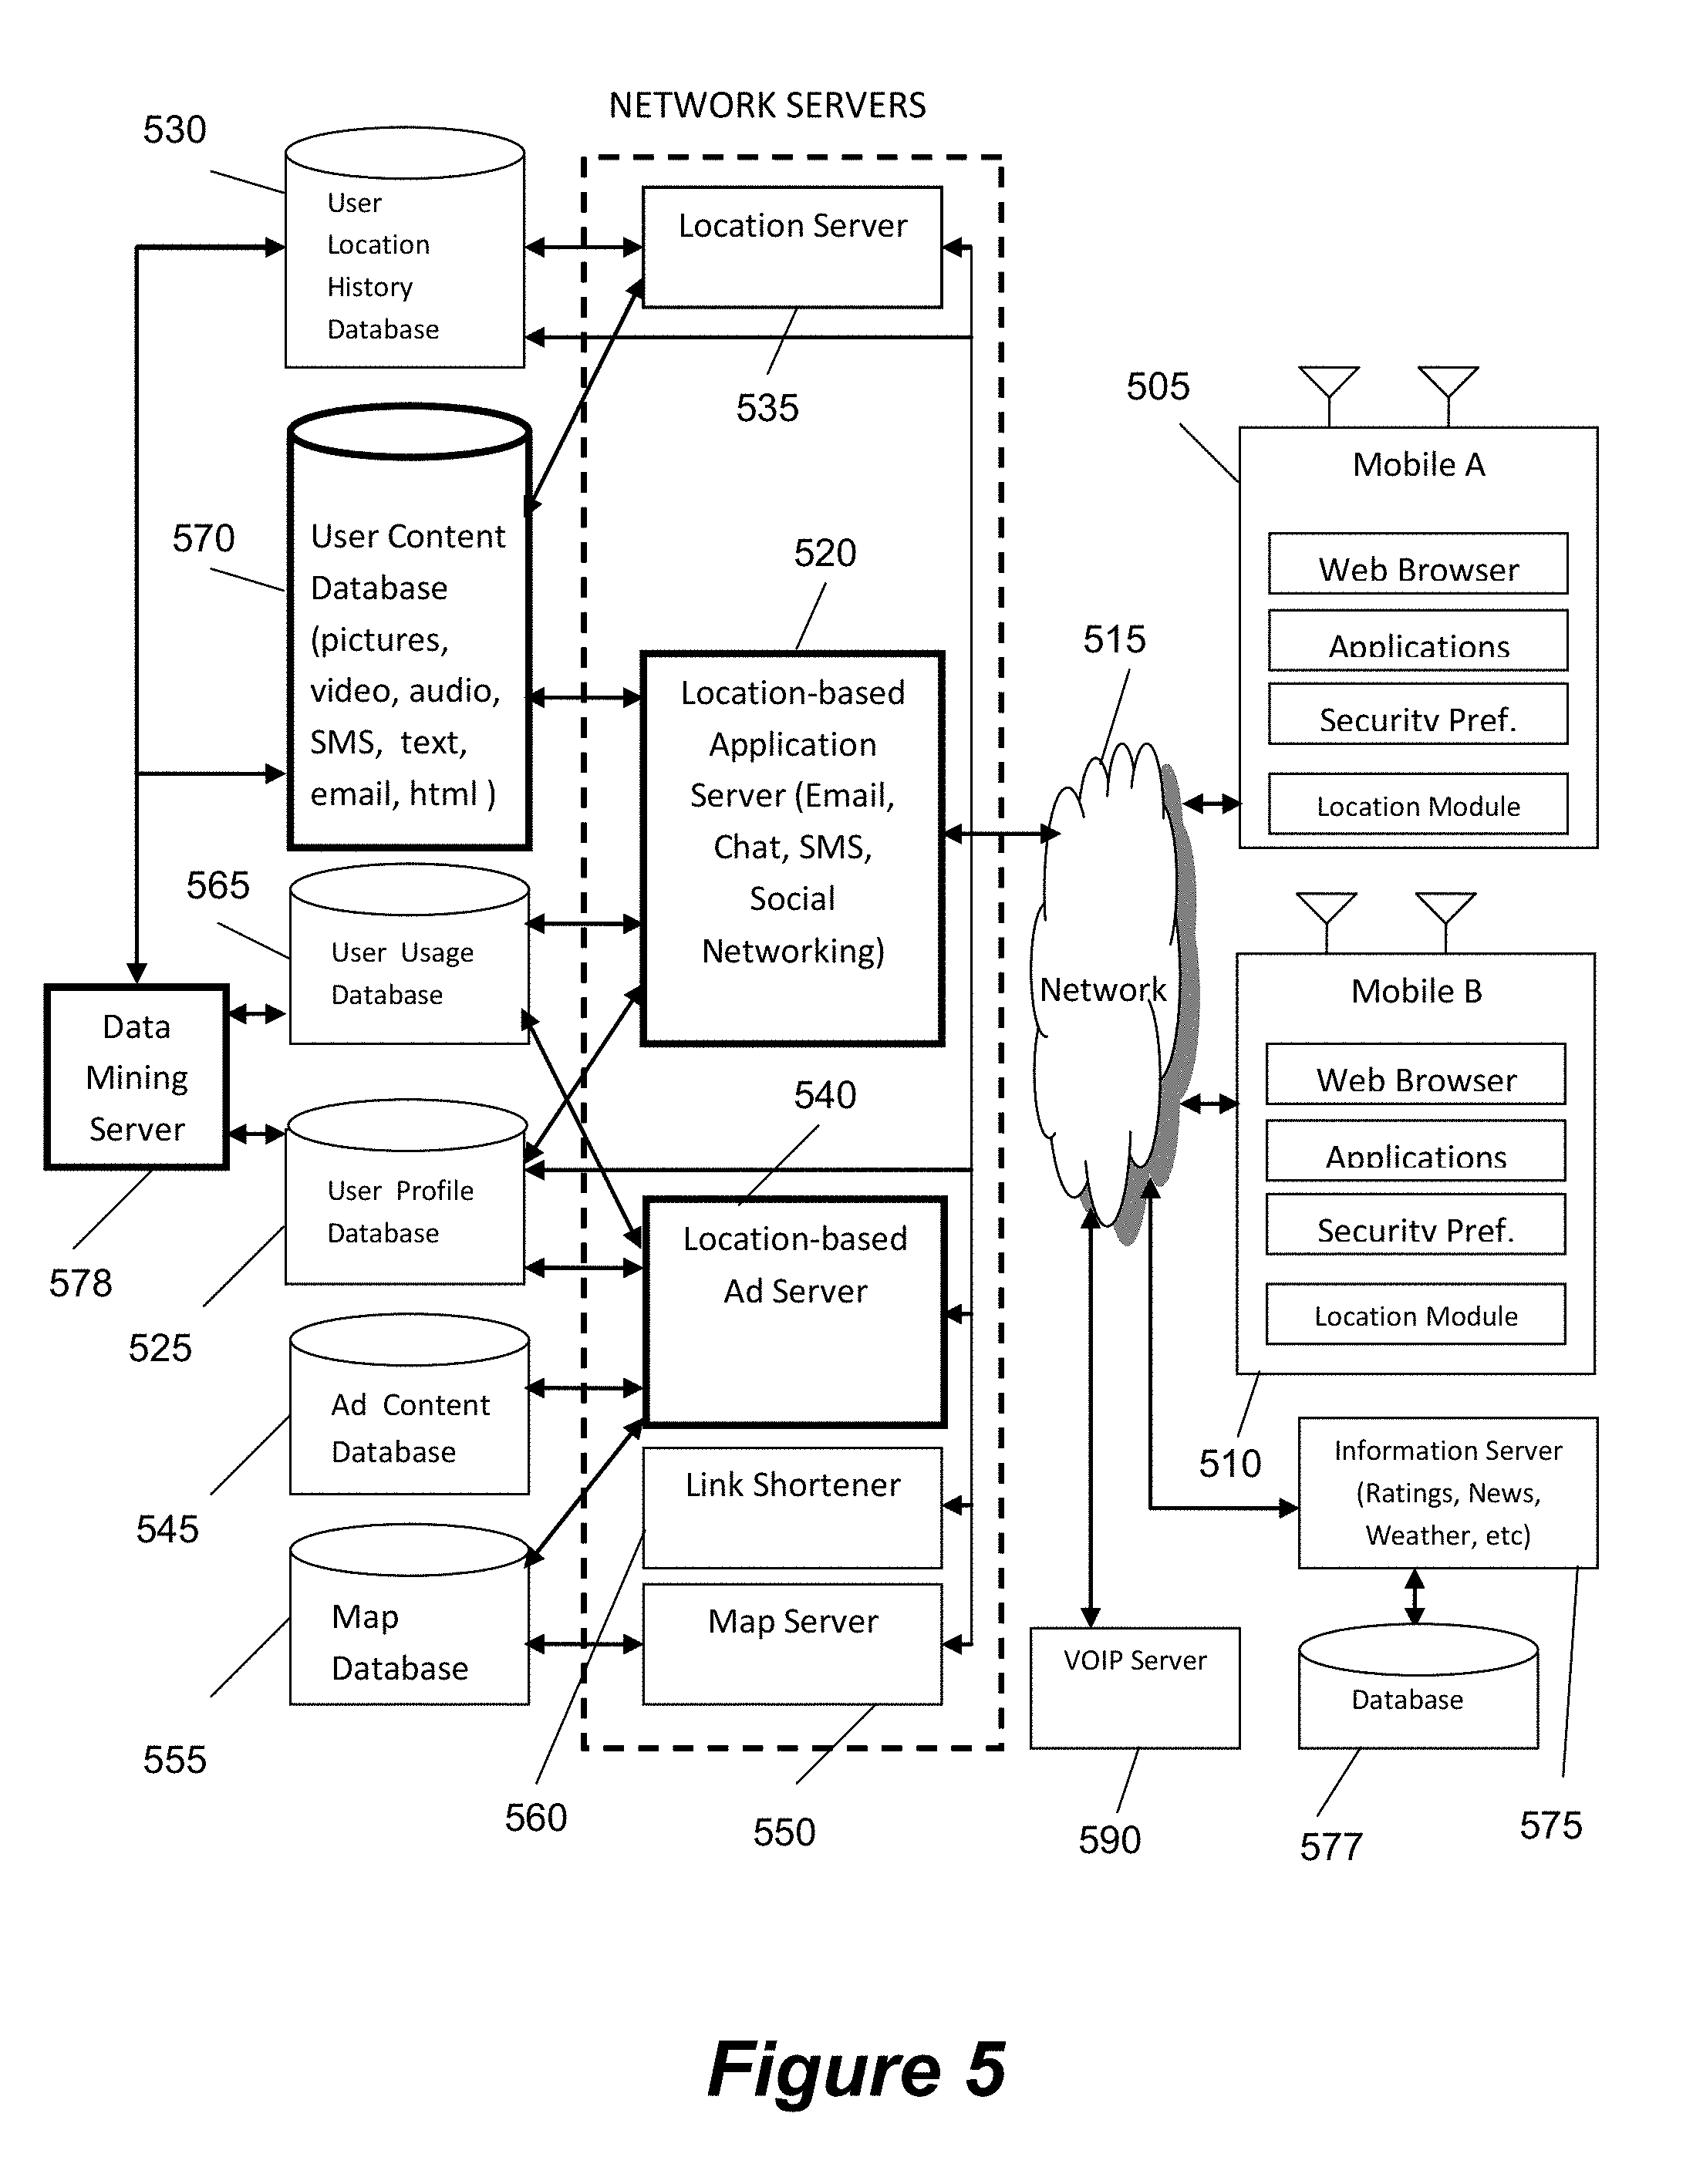 NETWORK SERVERS
530
User
Location
History
Database
Location Server
535
570
User Content
Database
(pictures,
video, audio,
SMS, text,
email, html )
520
Location-based
Application
Server (Email,
Chat, SMS,
Social
Networking)
515
Network
505
Mobile A
Web Browser
Applications
Security Pref.
Location Module
565
User Usage
Database
Data
Mining
Server
578
User Profile
Database
525
540
Location-based
Ad Server
Mobile B
Web Browser
Applications
Security Pref.
Location Module
510
Ad Content
Database
545
Link Shortener
Information Server
(Ratings, News,
Weather, etc)
Map
Database
555
Map Server
560
550
VOIP Server
590
Database
577
575
Figure 5